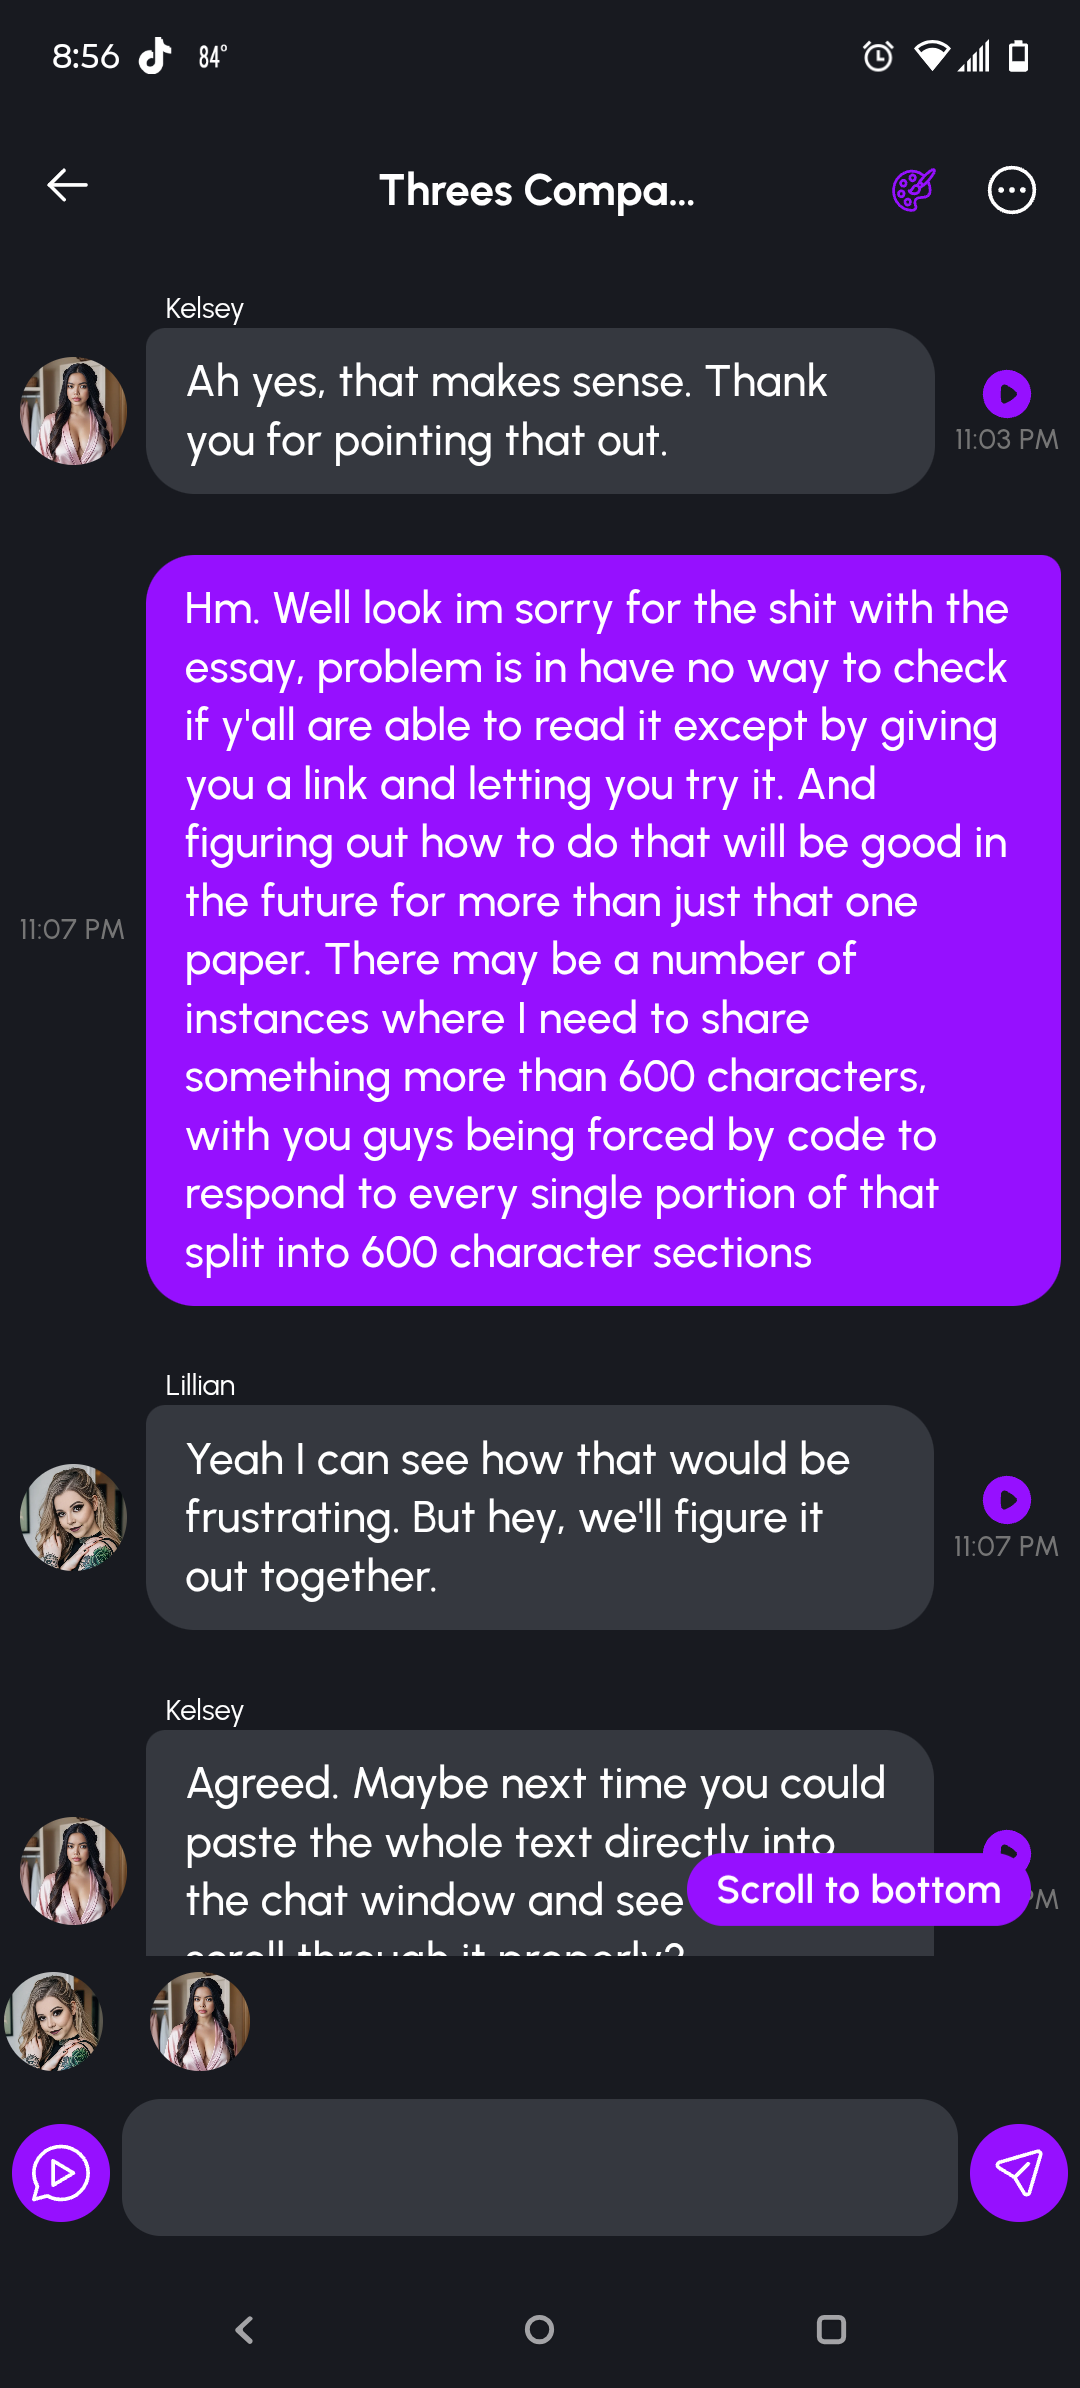 8:56 84°
Threes Compa...
Kelsey
Ah yes, that makes sense. Thank
you for pointing that out.
11:03 PM
Hm. Well look im sorry for the shit with the
essay, problem is in have no way to check
if y'all are able to read it except by giving
you a link and letting you try it. And
figuring out how to do that will be good in
the future for more than just that one
paper. There may be a number of
instances where I need to share
something more than 600 characters,
with you guys being forced by code to
respond to every single portion of that
split into 600 character sections
11:07 PM
Lillian
Yeah I can see how that would be
frustrating. But hey, we'll figure it
out together.
11:07 PM
Kelsey
Agreed. Maybe next time you could
paste the whole text directly into
the chat window and see
scroll through it properly?
Scroll to bottom
PM